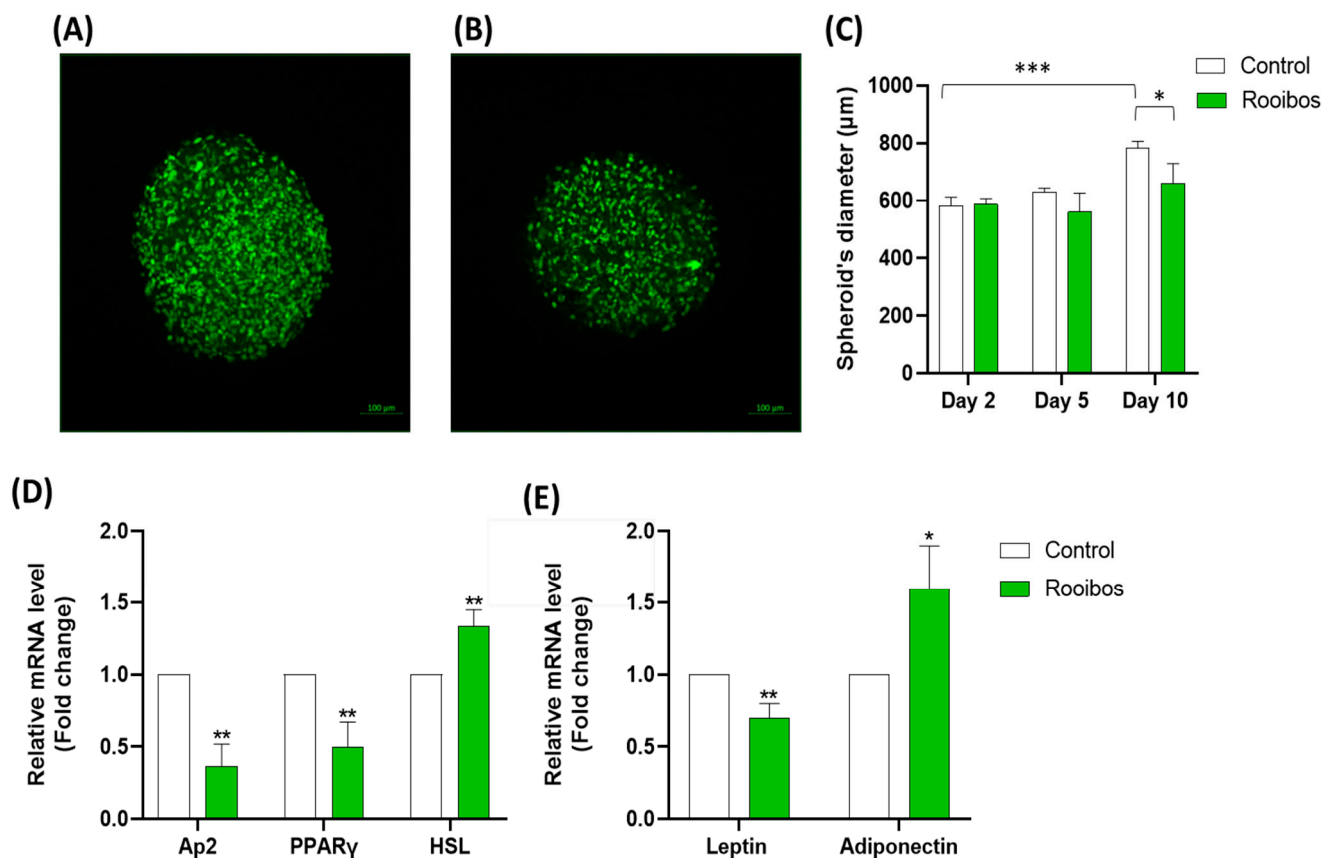 (A)
(B)
(C)
100 µm
100 µm
Spheroid's diameter (µm)
1000
800
600
400
200
0
***
*
Control
Rooibos
Day 2
Day 5
Day 10
(D)
Relative mRNA level
(Fold change)
2.0
1.5
1.0
0.5
0.0
**
**
**
Ap2
PPARγ
HSL
(E)
Relative mRNA level
(Fold change)
2.0
1.5
1.0
0.5
0.0
**
*
Leptin
Adiponectin
Control
Rooibos